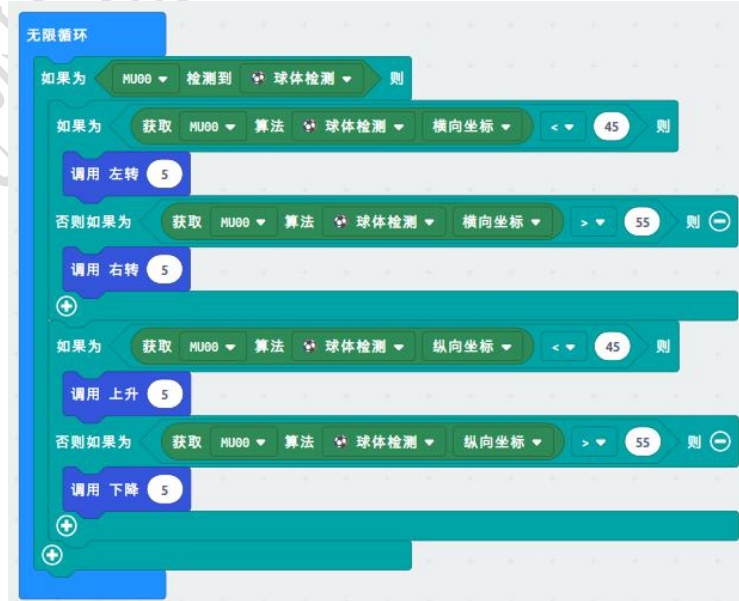 无限循环
如果为 MU00 检测到 球体检测 则
如果为 获取 MU00 算法 球体检测 横向坐标 < 45 则
调用 左转 5
否则如果为 获取 MU00 算法 球体检测 横向坐标 > 55 则
调用 右转 5
如果为 获取 MU00 算法 球体检测 纵向坐标 < 45 则
调用 上升 5
否则如果为 获取 MU00 算法 球体检测 纵向坐标 > 55 则
调用 下降 5